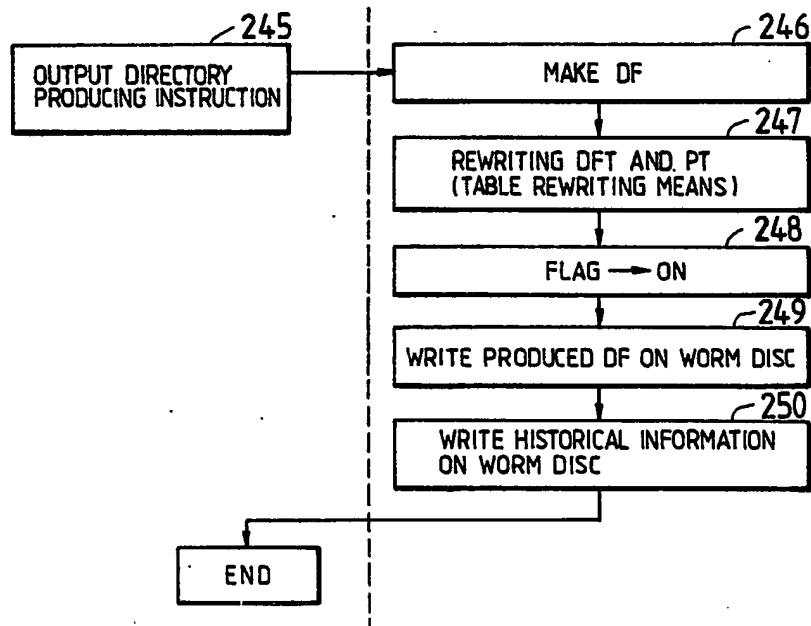 245
OUTPUT DIRECTORY
PRODUCING INSTRUCTION
246
MAKE DF
247
REWRITING DFT AND. PT
(TABLE REWRITING MEANS)
248
FLAG → ON
249
WRITE PRODUCED DF ON WORM DISC
250
WRITE HISTORICAL INFORMATION
ON WORM DISC
END